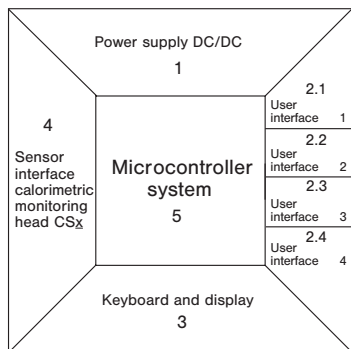 Power supply DC/DC
1
4
Sensor
interface
calorimetric
monitoring
head CSx
Microcontroller
system
5
2.1
User
interface 1
2.2
User
interface 2
2.3
User
interface 3
2.4
User
interface 4
Keyboard and display
3